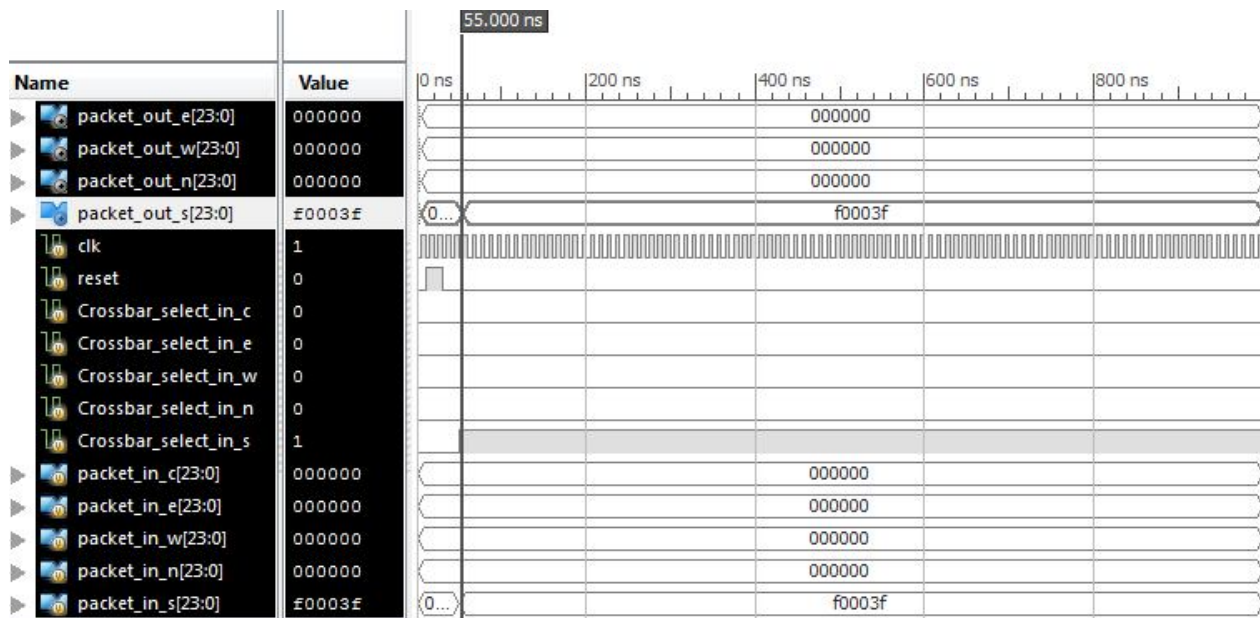 55.000 ns
Name Value 0 ns 200 ns 400 ns 600 ns 800 ns
packet_out_e[23:0] 000000 000000
packet_out_w[23:0] 000000 000000
packet_out_n[23:0] 000000 000000
packet_out_s[23:0] f0003f 0... f0003f
clk 1
reset 0
Crossbar_select_in_c 0
Crossbar_select_in_e 0
Crossbar_select_in_w 0
Crossbar_select_in_n 0
Crossbar_select_in_s 1
packet_in_c[23:0] 000000 000000
packet_in_e[23:0] 000000 000000
packet_in_w[23:0] 000000 000000
packet_in_n[23:0] 000000 000000
packet_in_s[23:0] f0003f 0... f0003f